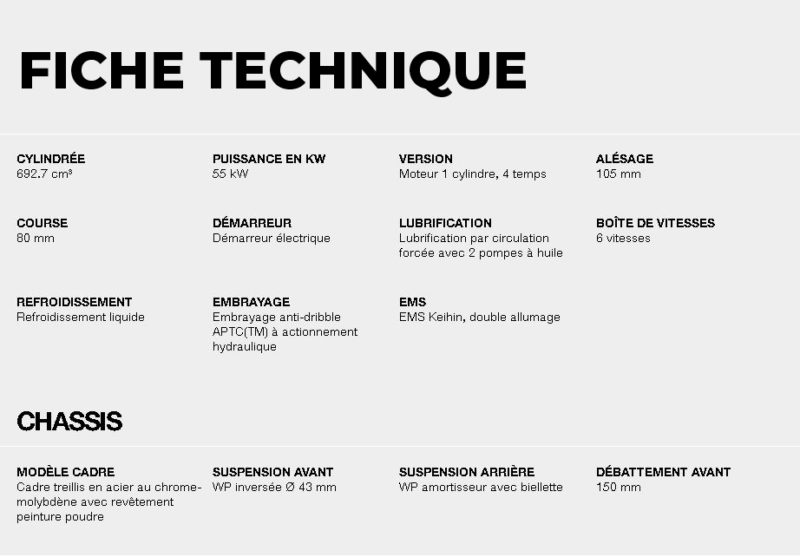 FICHE TECHNIQUE
CYLINDRÉE
692.7 cm³
PUISSANCE EN KW
55 kW
VERSION
Moteur 1 cylindre, 4 temps
ALÉSAGE
105 mm
COURSE
80 mm
DÉMARREUR
Démarreur électrique
LUBRIFICATION
Lubrification par circulation
forcée avec 2 pompes à huile
BOÎTE DE VITESSES
6 vitesses
REFROIDISSEMENT
Refroidissement liquide
EMBRAYAGE
Embrayage anti-dribble
APTC(TM) à actionnement
hydraulique
EMS
EMS Keihin, double allumage
CHASSIS
MODÈLE CADRE
Cadre treillis en acier au chrome-
molybdène avec revêtement
peinture poudre
SUSPENSION AVANT
WP inversée Ø 43 mm
SUSPENSION ARRIÈRE
WP amortisseur avec biellette
DÉBATTEMENT AVANT
150 mm